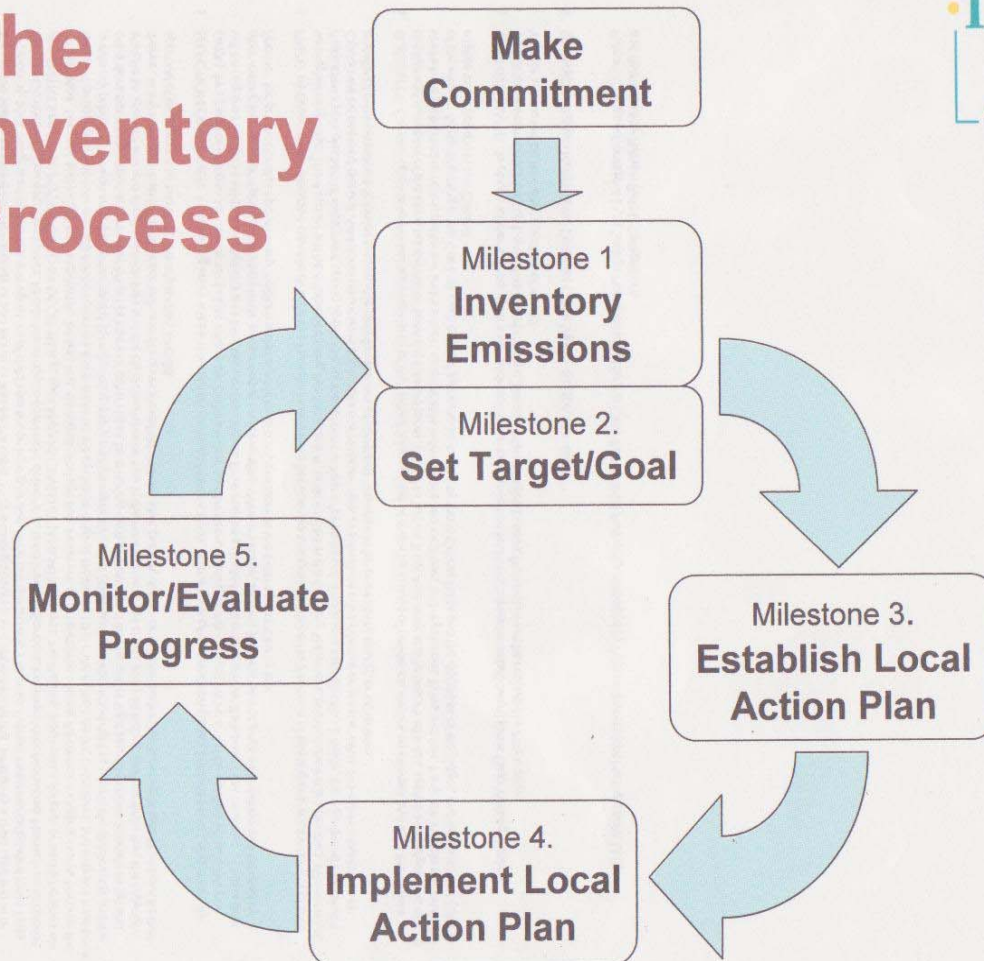 he
nventory
rocess
Make
Commitment
Milestone 1
Inventory
Emissions
Milestone 2.
Set Target/Goal
Milestone 3.
Establish Local
Action Plan
Milestone 4.
Implement Local
Action Plan
Milestone 5.
Monitor/Evaluate
Progress